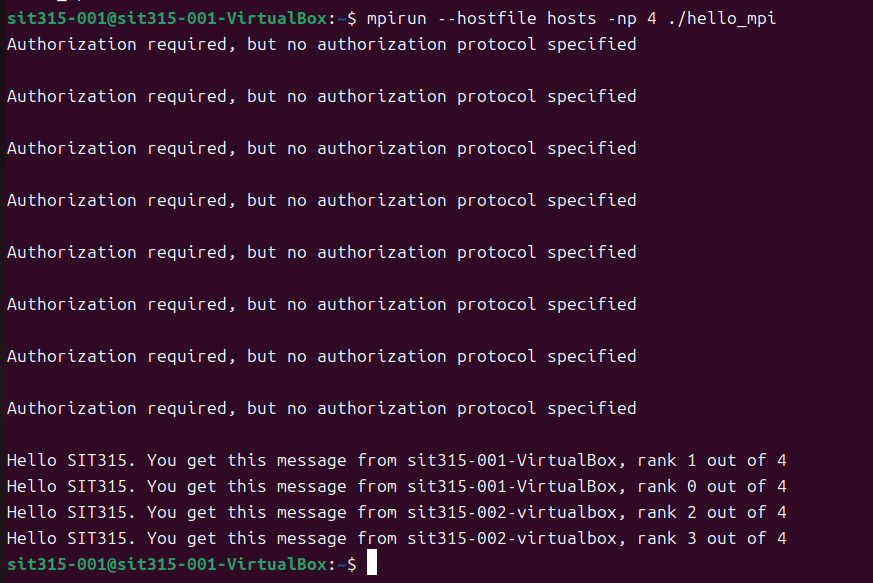 sit315-001@sit315-001-VirtualBox:~$ mpirun --hostfile hosts -np 4 ./hello_mpi
Authorization required, but no authorization protocol specified
Authorization required, but no authorization protocol specified
Authorization required, but no authorization protocol specified
Authorization required, but no authorization protocol specified
Authorization required, but no authorization protocol specified
Authorization required, but no authorization protocol specified
Authorization required, but no authorization protocol specified
Authorization required, but no authorization protocol specified
Hello SIT315. You get this message from sit315-001-VirtualBox, rank 1 out of 4
Hello SIT315. You get this message from sit315-001-VirtualBox, rank 0 out of 4
Hello SIT315. You get this message from sit315-002-virtualbox, rank 2 out of 4
Hello SIT315. You get this message from sit315-002-virtualbox, rank 3 out of 4
sit315-001@sit315-001-VirtualBox:~$